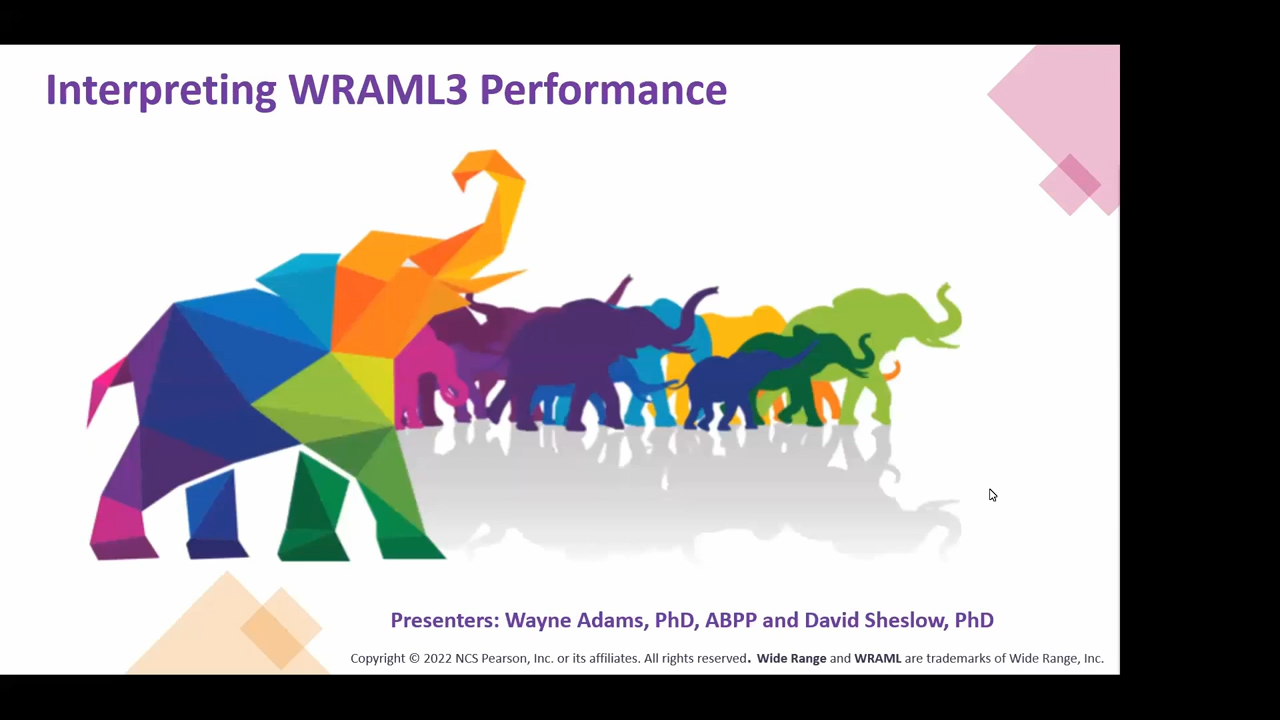 Interpreting WRAML3 Performance
Presenters: Wayne Adams, PhD, ABPP and David Sheslow, PhD
Copyright © 2022 NCS Pearson, Inc. or its affiliates. All rights reserved. Wide Range and WRAML are trademarks of Wide Range, Inc.